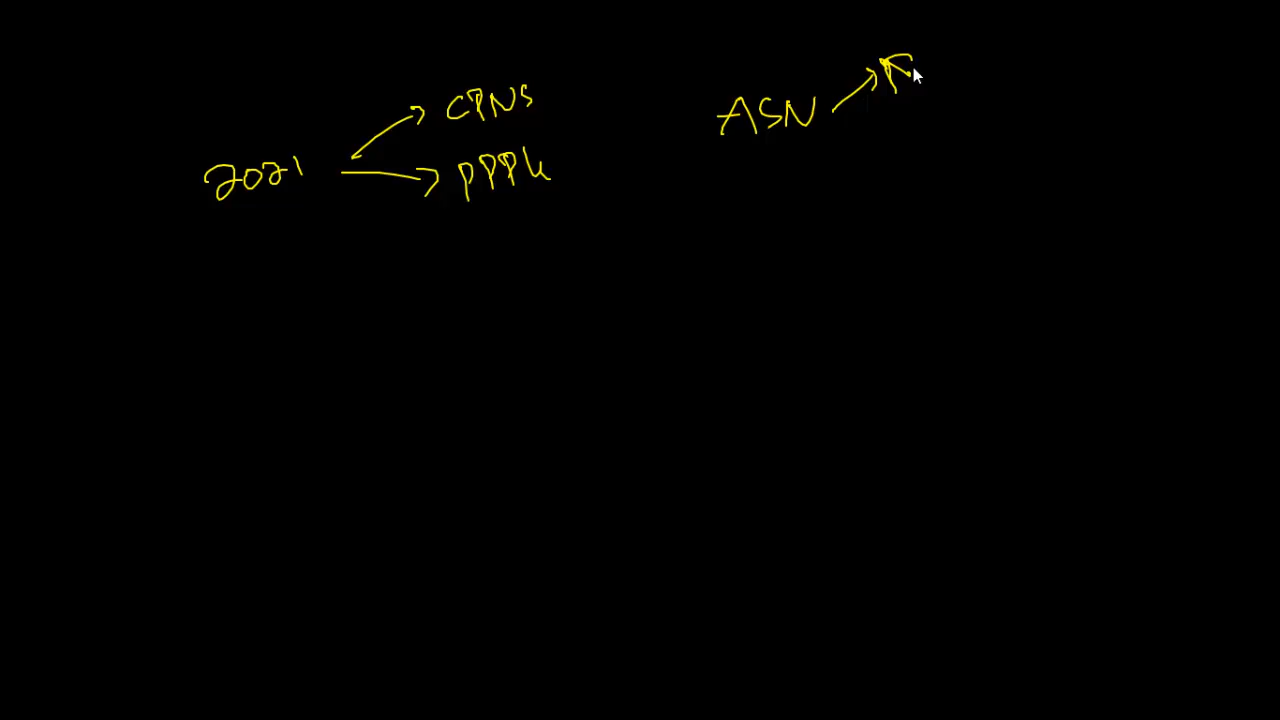 2021 → CPNS
→ PPPK
ASN →